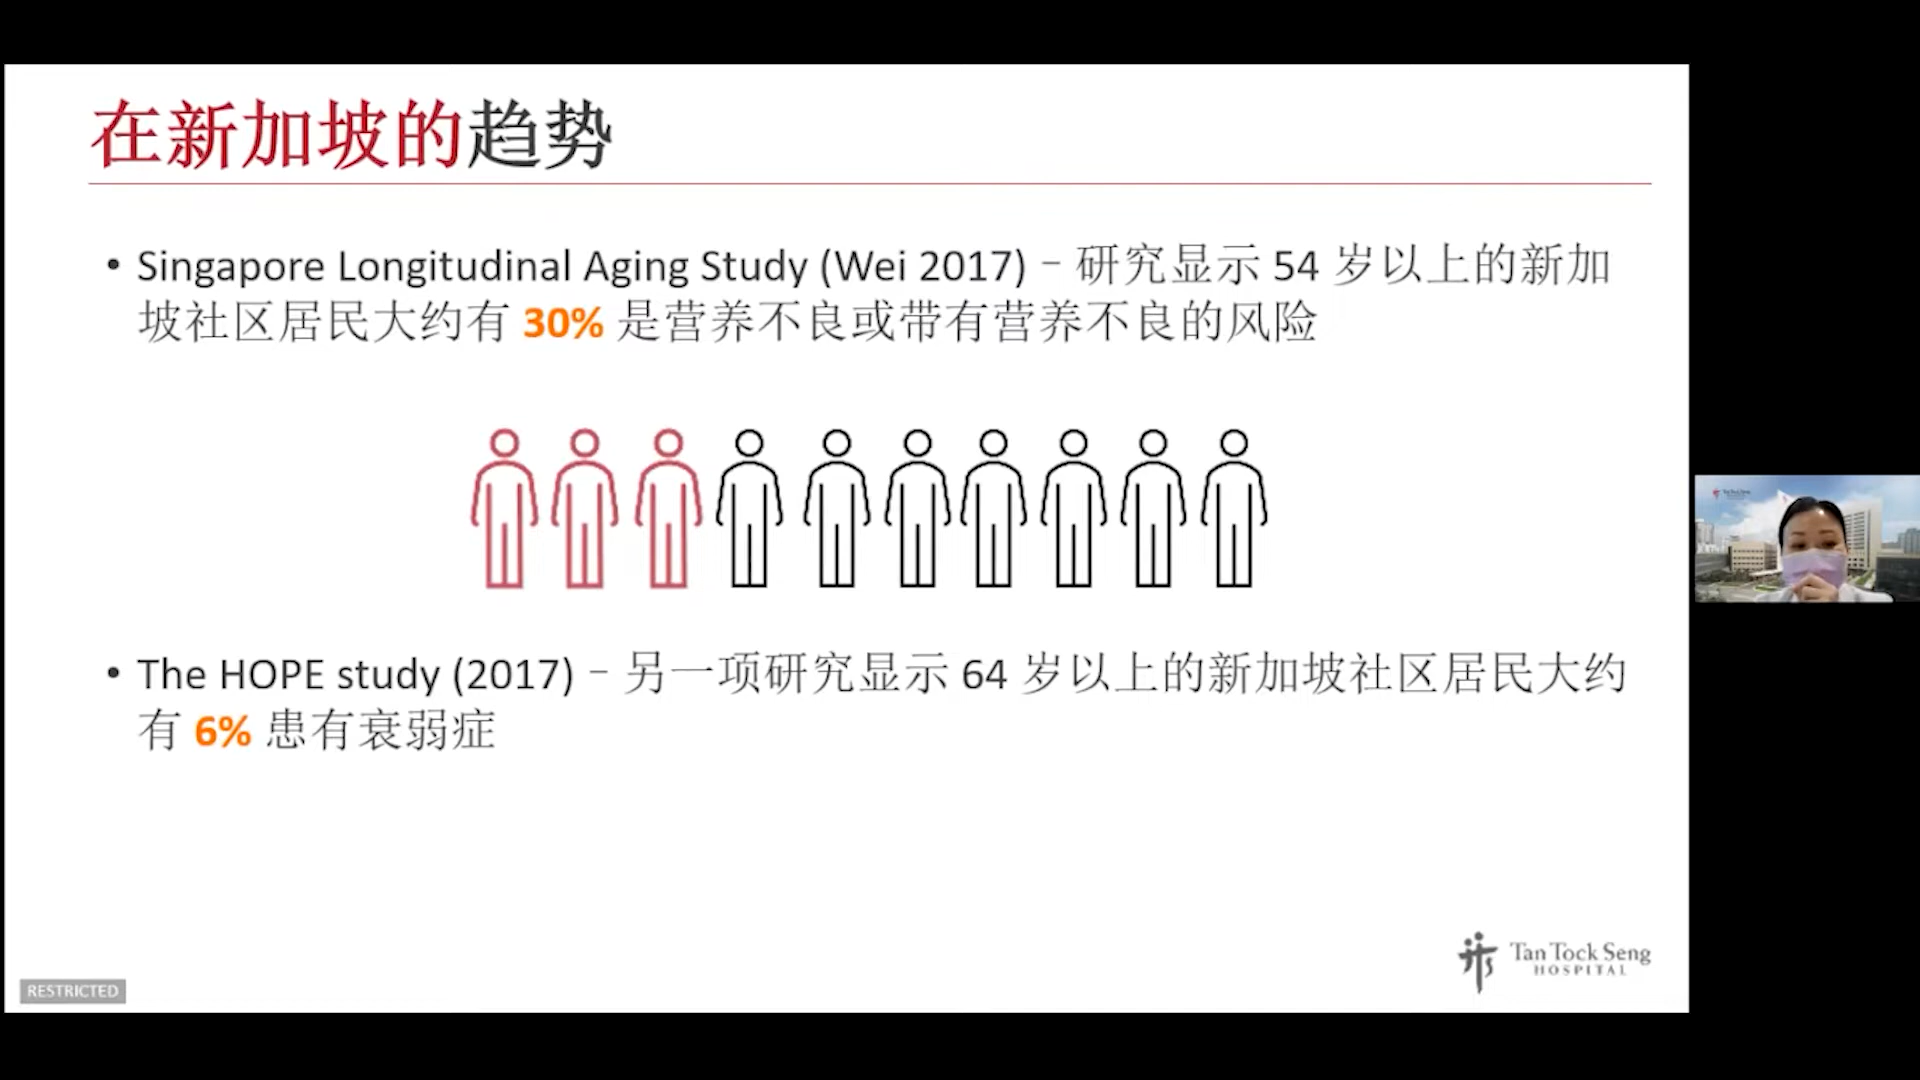 在新加坡的趋势
• Singapore Longitudinal Aging Study (Wei 2017) – 研究显示 54 岁以上的新加
坡社区居民大约有 30% 是营养不良或带有营养不良的风险
• The HOPE study (2017) – 另一项研究显示 64 岁以上的新加坡社区居民大约
有 6% 患有衰弱症
Tan Tock Seng
HOSPITAL
RESTRICTED
Tan Tock Seng